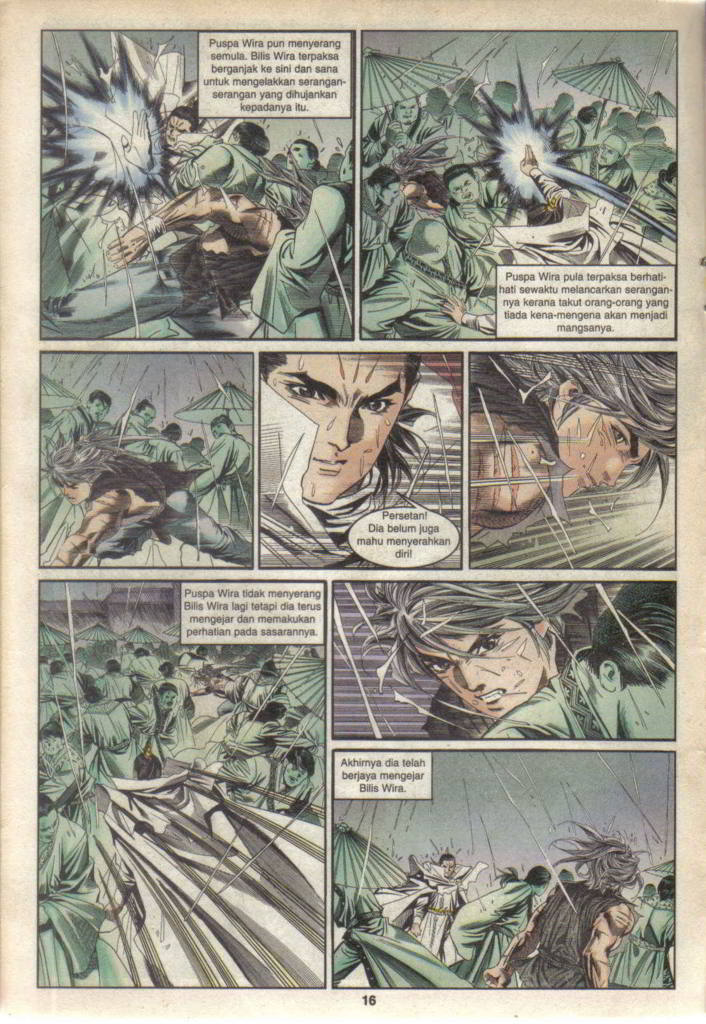 Puspa Wira pun menyerang
semula. Bilis Wira terpaksa
berganjak ke sini dan sana
untuk mengelakkan serangan-
serangan yang dihujankan
kepadanya itu.
Puspa Wira pula terpaksa berhati-
hati sewaktu melancarkan serangan-
nya kerana takut orang-orang yang
tiada kena-mengena akan menjadi
mangsanya.
Persetan!
Dia belum juga
mahu menyerahkan
diri!
Puspa Wira tidak menyerang
Bilis Wira lagi tetapi dia terus
mengejar dan memakukan
perhatian pada sasarannya.
Akhirnya dia telah
berjaya mengejar
Bilis Wira.
16